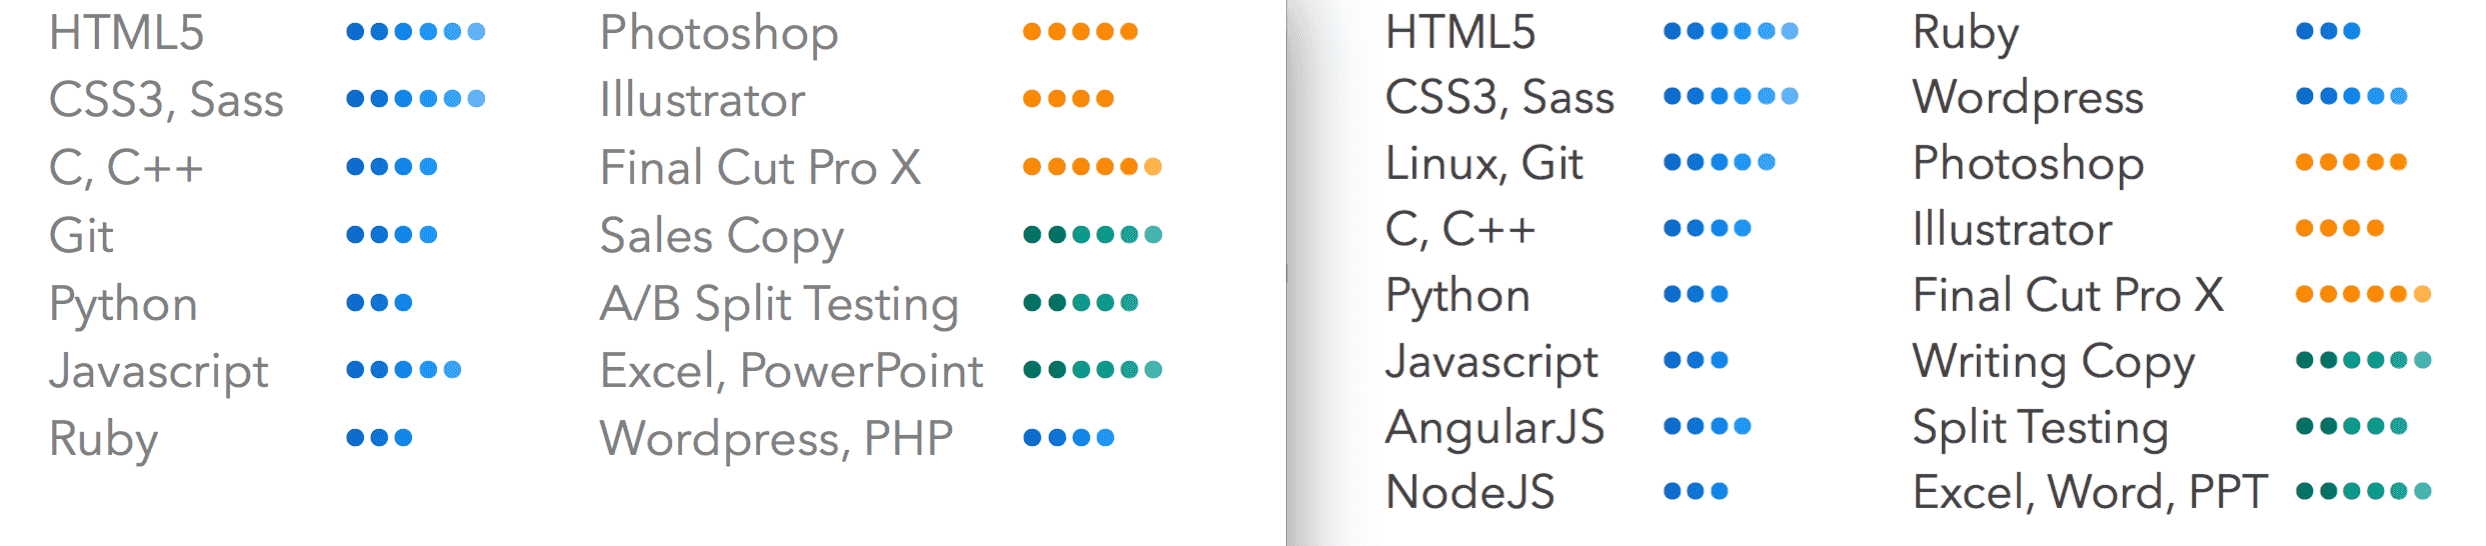 HTML5
CSS3, Sass
C, C++
Git
Python
Javascript
Ruby
Photoshop
Illustrator
Final Cut Pro X
Sales Copy
A/B Split Testing
Excel, PowerPoint
Wordpress, PHP
HTML5
CSS3, Sass
Linux, Git
C, C++
Python
Javascript
AngularJS
NodeJS
Ruby
Wordpress
Photoshop
Illustrator
Final Cut Pro X
Writing Copy
Split Testing
Excel, Word, PPT